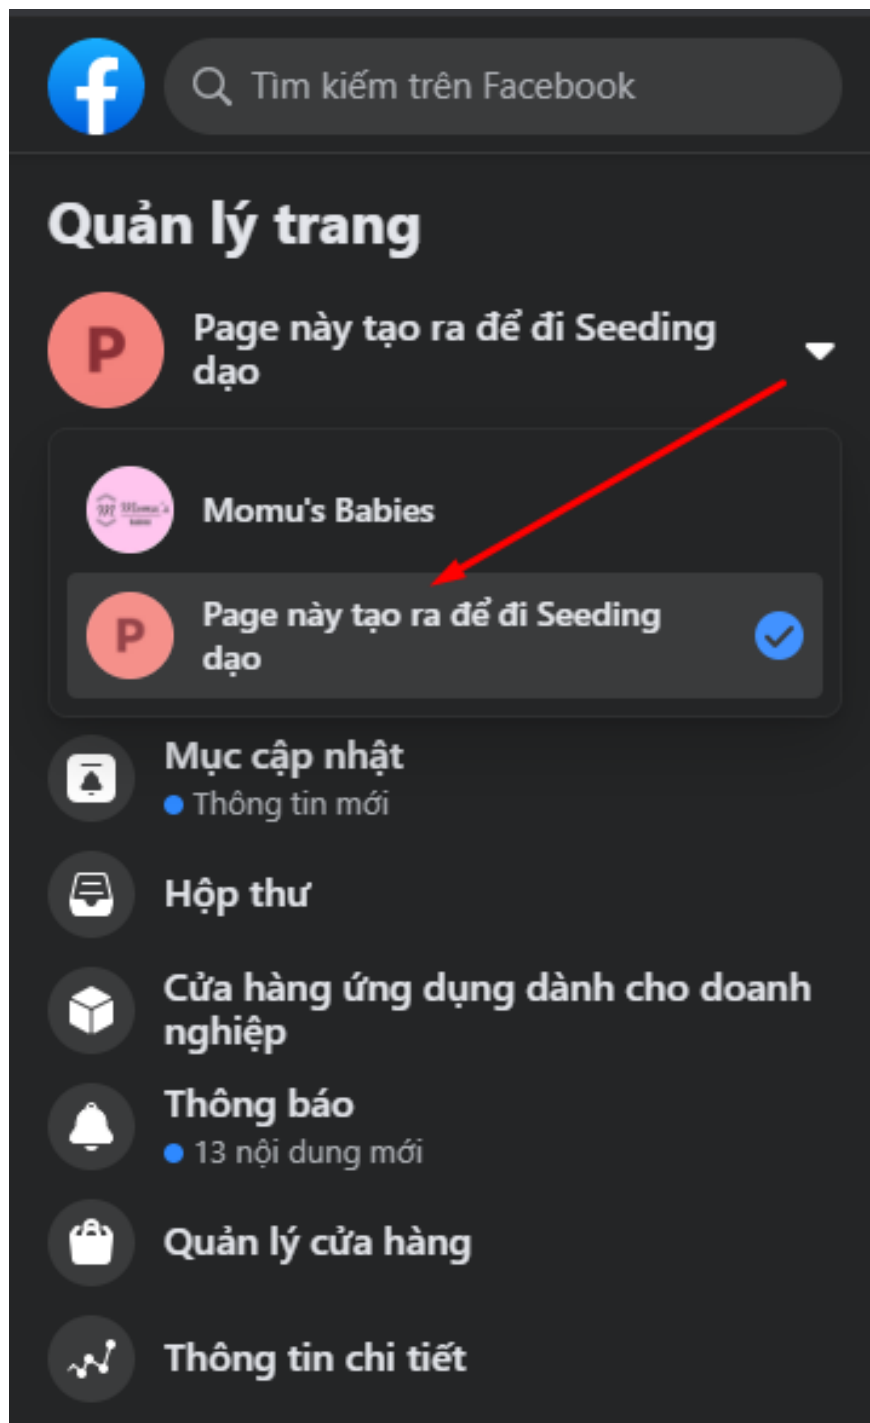 Tìm kiếm trên Facebook
Quản lý trang
P
Page này tạo ra để đi Seeding
dạo
Momu's Babies
P
Page này tạo ra để đi Seeding
dạo
Mục cập nhật
Thông tin mới
Hộp thư
Cửa hàng ứng dụng dành cho doanh
nghiệp
Thông báo
13 nội dung mới
Quản lý cửa hàng
Thông tin chi tiết